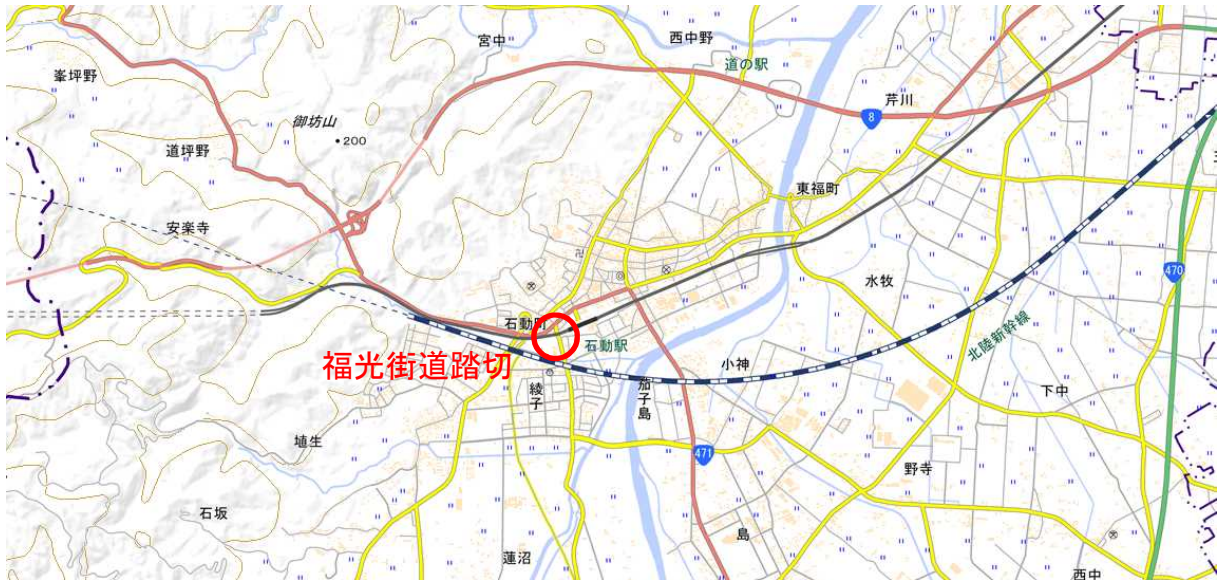 宮中
西中野
道の駅
峯坪野
芹川
8
御坊山
200
道坪野
東福町
安楽寺
水牧
470
石動町
石動駅
北陸新幹線
福光街道踏切
小神
綾子
茄子島
下中
埴生
471
野寺
石坂
島
蓮沼
西中